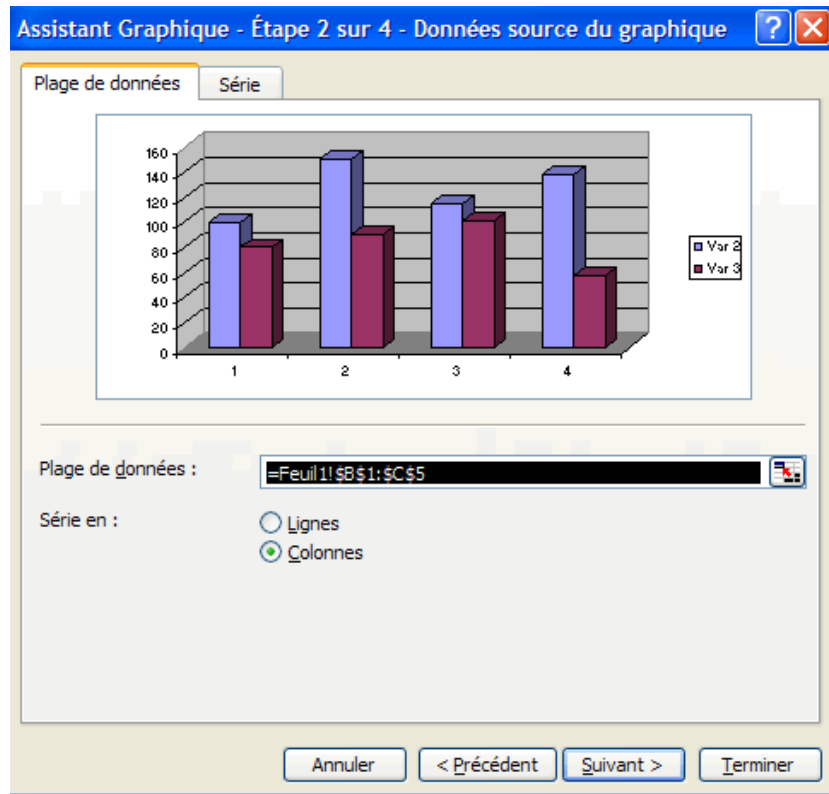 Assistant Graphique - Étape 2 sur 4 - Données source du graphique
Plage de données Série
160
140
120
100
80
60
40
20
0
1 2 3 4
Var 2
Var 3
Plage de données : =Feuil1!$B$1:$C$5
Série en : Lignes
Colonnes
Annuler < Précédent Suivant > Terminer